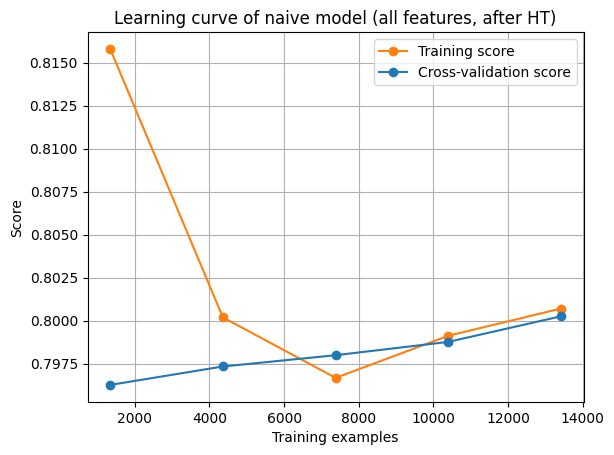 Learning curve of naive model (all features, after HT)
Training score
Cross-validation score
0.8150
0.8125
0.8100
0.8075
0.8050
0.8025
0.8000
0.7975
Score
2000 4000 6000 8000 10000 12000 14000
Training examples